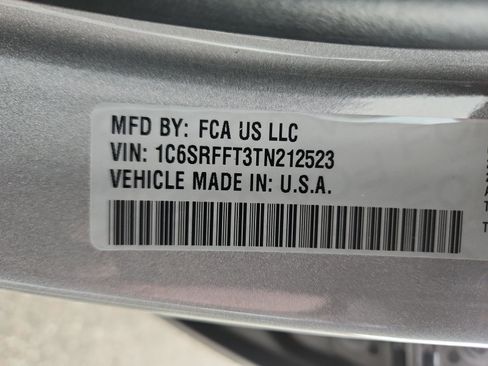 MFD BY: FCA US LLC
VIN: 1C6SRFFT3TN212523
VEHICLE MADE IN: U.S.A.